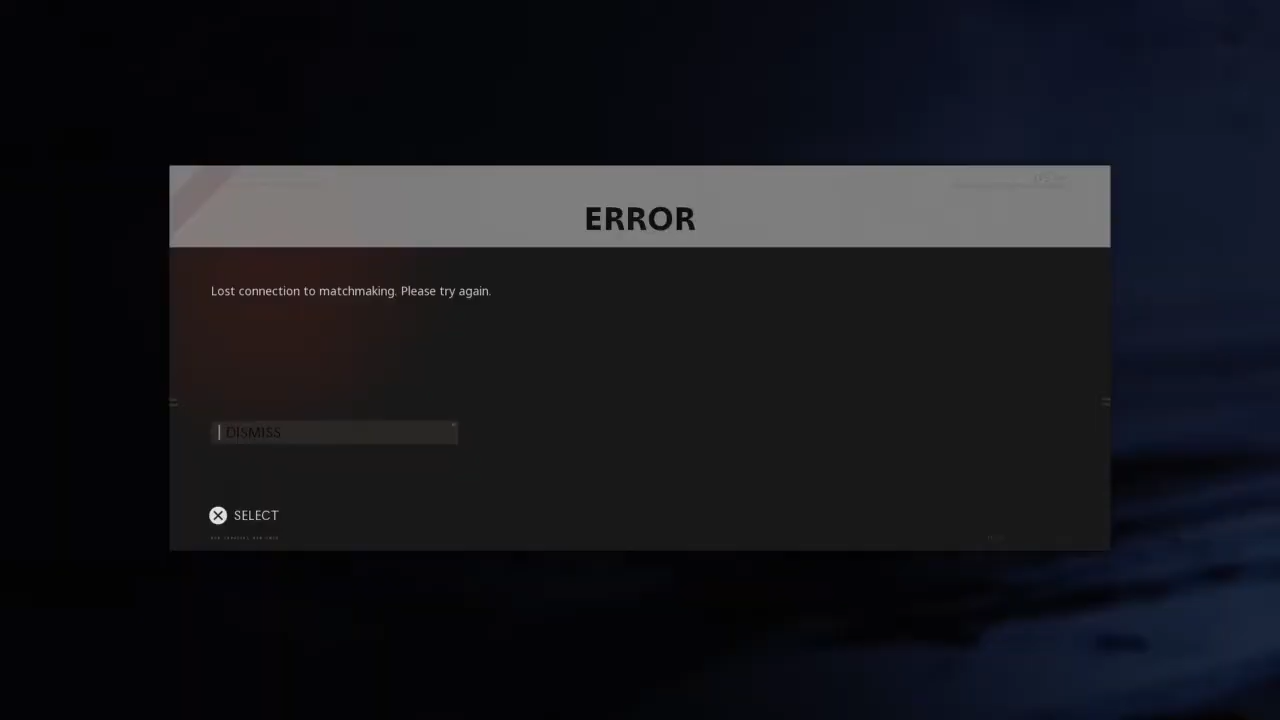 ERROR
Lost connection to matchmaking. Please try again.
DISMISS
SELECT